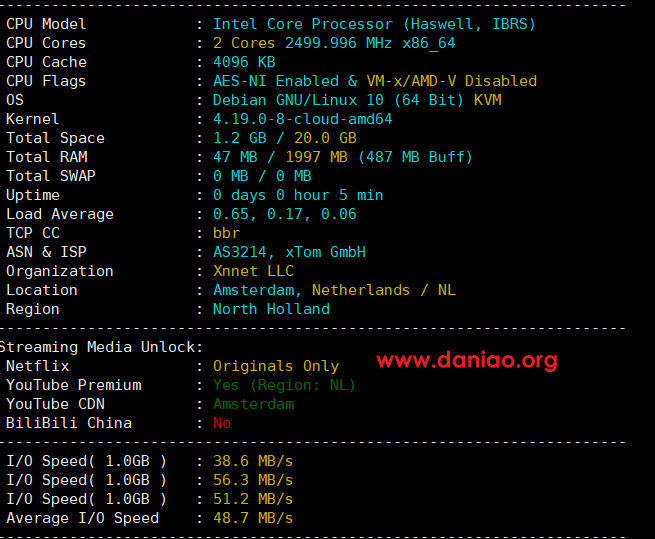 ----------------------------------------------------------------------
CPU Model : Intel Core Processor (Haswell, IBRS)
CPU Cores : 2 Cores 2499.996 MHz x86_64
CPU Cache : 4096 KB
CPU Flags : AES-NI Enabled & VM-x/AMD-V Disabled
OS : Debian GNU/Linux 10 (64 Bit) KVM
Kernel : 4.19.0-8-cloud-amd64
Total Space : 1.2 GB / 20.0 GB
Total RAM : 47 MB / 1997 MB (487 MB Buff)
Total SWAP : 0 MB / 0 MB
Uptime : 0 days 0 hour 5 min
Load Average : 0.65, 0.17, 0.06
TCP CC : bbr
ASN & ISP : AS3214, xTom GmbH
Organization : Xnnet LLC
Location : Amsterdam, Netherlands / NL
Region : North Holland
----------------------------------------------------------------------
Streaming Media Unlock:
Netflix : Originals Only
www.daniao.org
YouTube Premium : Yes (Region: NL)
YouTube CDN : Amsterdam
BiliBili China : No
----------------------------------------------------------------------
I/O Speed( 1.0GB ) : 38.6 MB/s
I/O Speed( 1.0GB ) : 56.3 MB/s
I/O Speed( 1.0GB ) : 51.2 MB/s
Average I/O Speed : 48.7 MB/s
----------------------------------------------------------------------